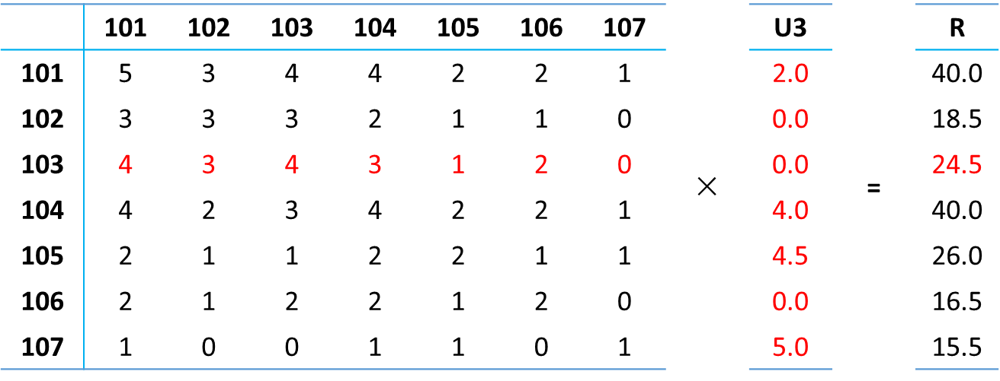 101 102 103 104 105 106 107 U3 R
101 5 3 4 4 2 2 1 2.0 40.0
102 3 3 3 2 1 1 0 0.0 18.5
103 4 3 4 3 1 2 0 0.0 24.5
× =
104 4 2 3 4 2 2 1 4.0 40.0
105 2 1 1 2 2 1 1 4.5 26.0
106 2 1 2 2 1 2 0 0.0 16.5
107 1 0 0 1 1 0 1 5.0 15.5